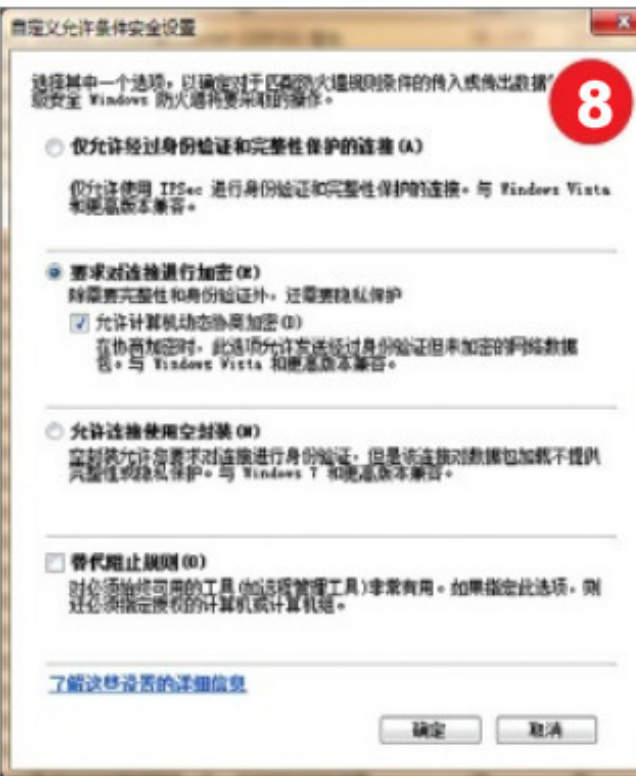 自定义允许条件安全设置
选择其中一个选项，以确定对于匹配防火墙规则条件的传入或传出数据
级安全 Windows 防火墙将要采取的操作。
8
仅允许经过身份验证和完整性保护的连接(A)
仅允许使用 IPSec 进行身份验证和完整性保护的连接。与 Windows Vista
和更高版本兼容。
要求对连接进行加密(R)
除需要完整性和身份验证外，还需要隐私保护
允许计算机动态协商加密(D)
在协商加密时，此选项允许发送经过身份验证但未加密的网络数据
包。与 Windows Vista 和更高版本兼容。
允许连接使用空封装(N)
空封装允许您要求对连接进行身份验证，但是该连接对数据包加载不提供
完整性或隐私保护。与 Windows 7 和更高版本兼容。
替代阻止规则(O)
对必须始终可用的工具(如远程管理工具)非常有用。如果指定此选项，则
还必须指定授权的计算机或计算机组。
了解这些设置的详细信息
确定
取消